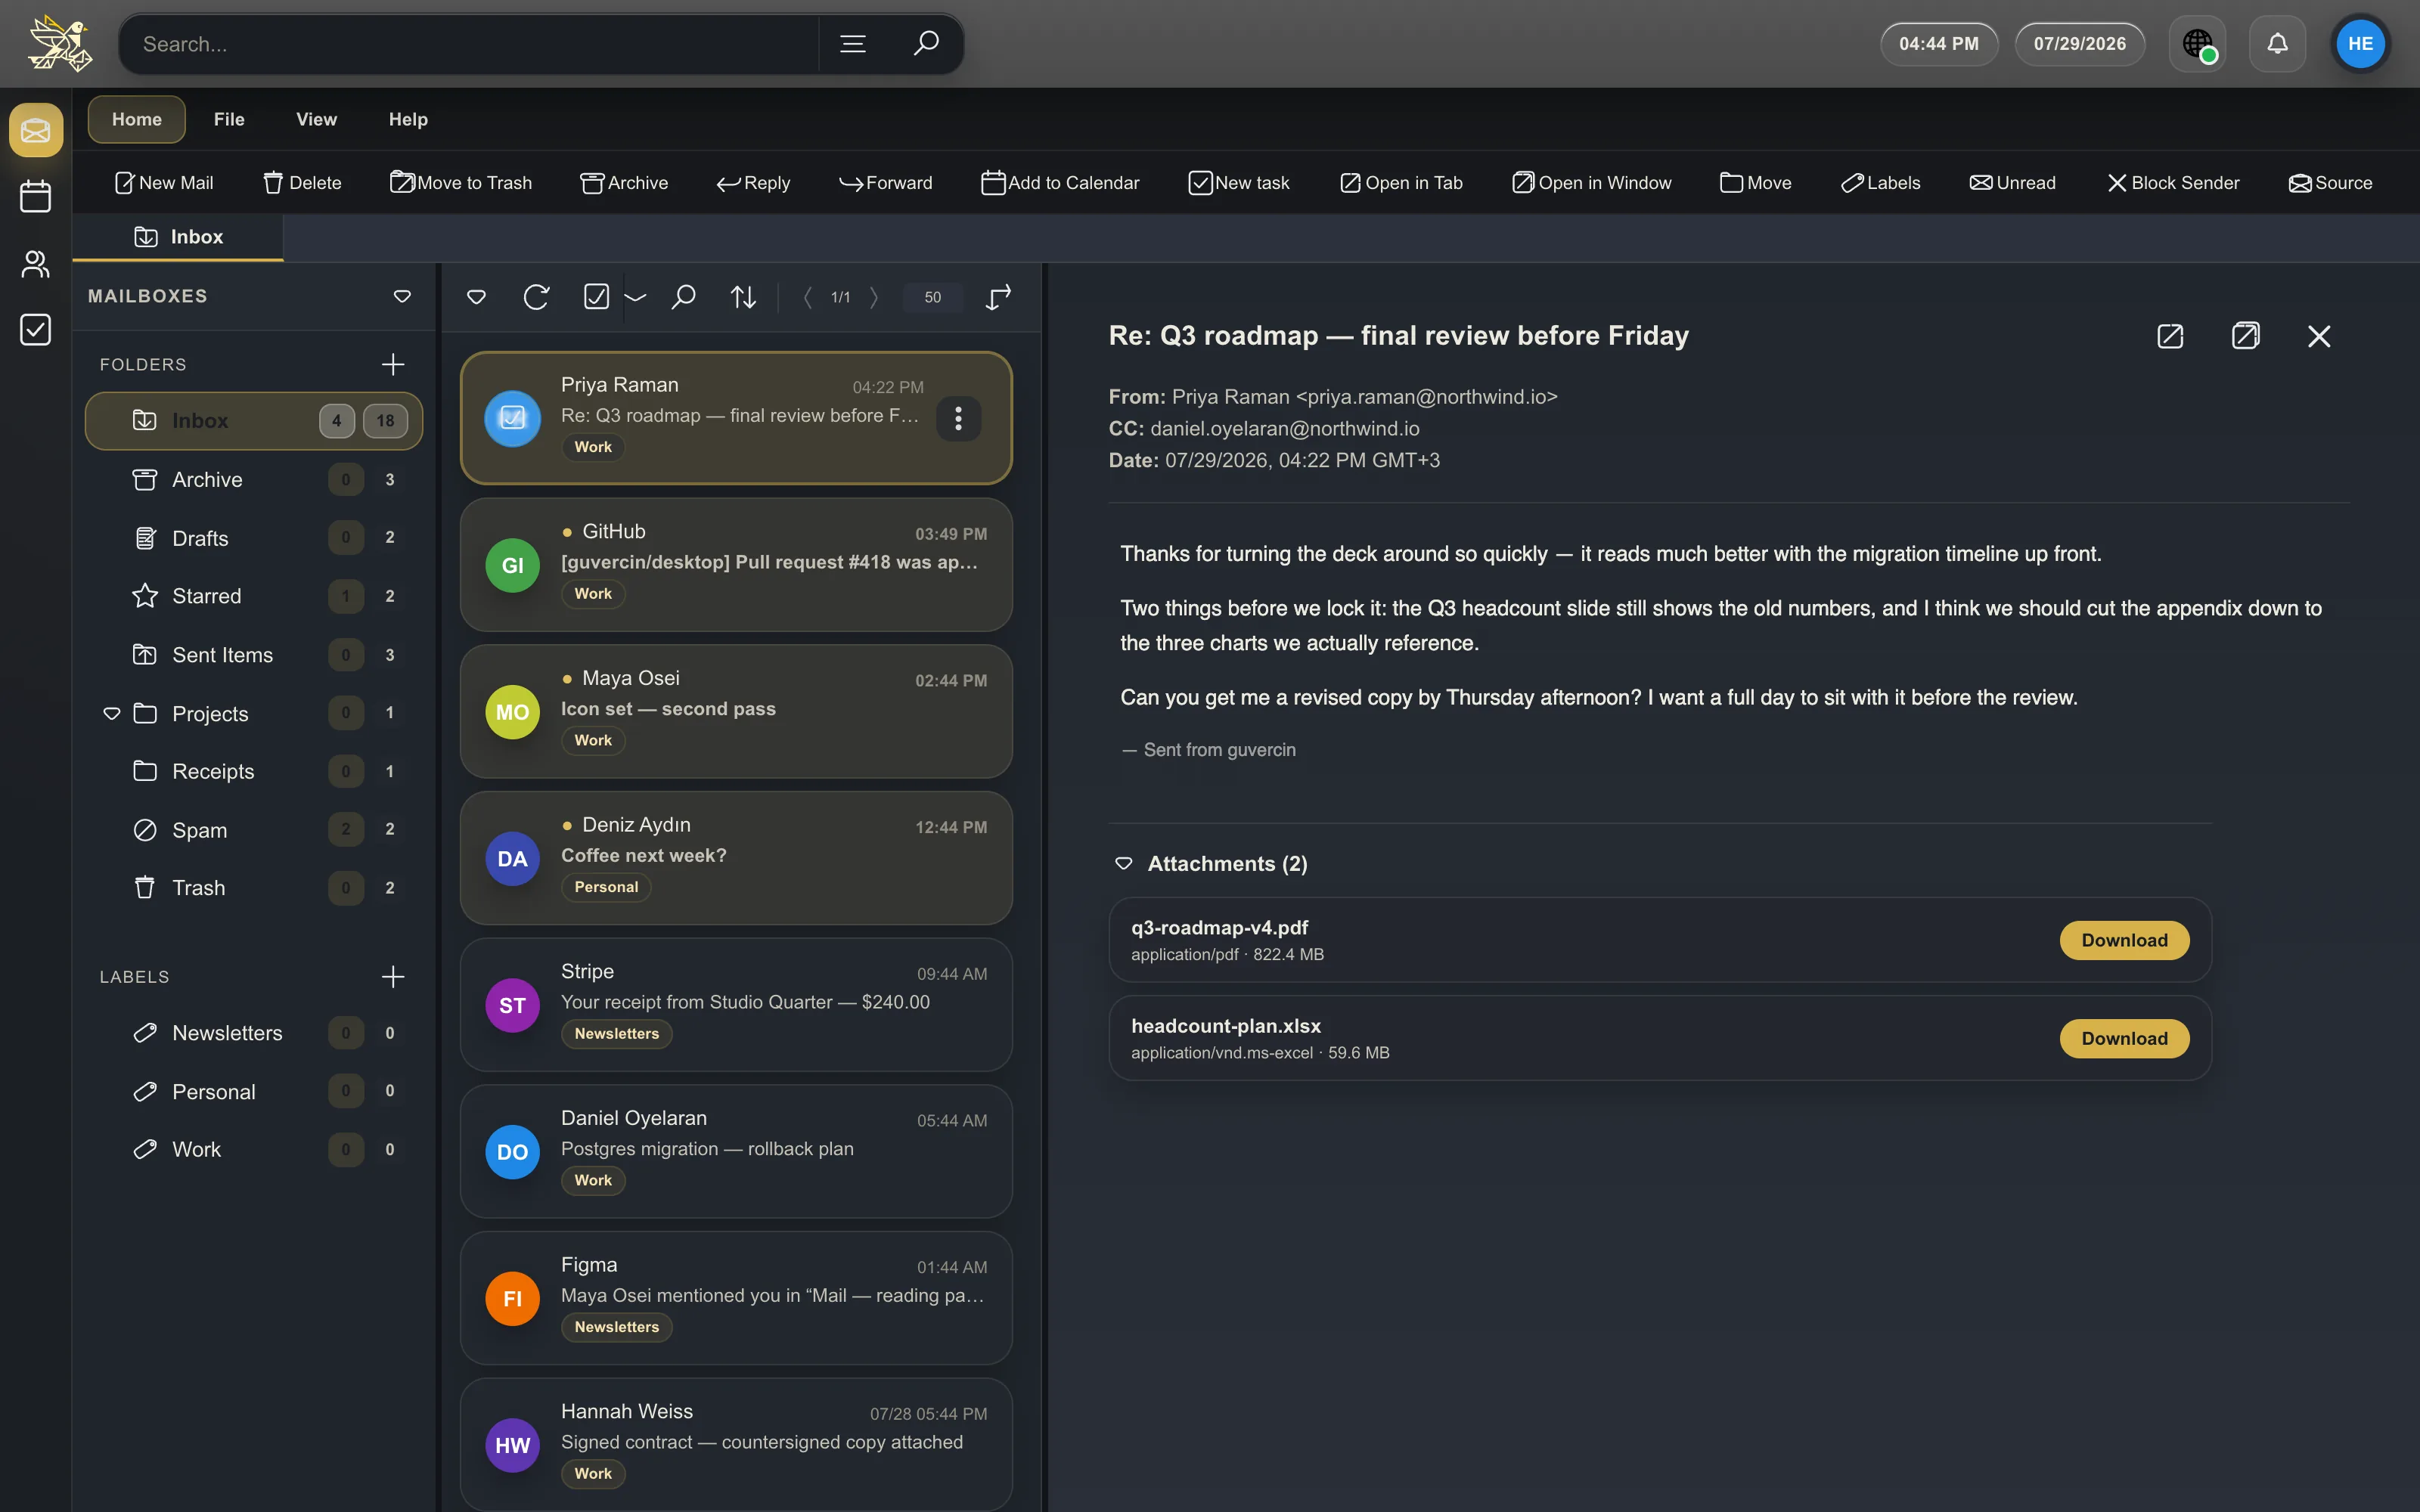 Search...
04:44 PM
07/29/2026
HE
Home
File
View
Help
New Mail
Delete
Move to Trash
Archive
Reply
Forward
Add to Calendar
New task
Open in Tab
Open in Window
Move
Labels
Unread
Block Sender
Source
Inbox
MAILBOXES
FOLDERS
Inbox 4 18
Archive 0 3
Drafts 0 2
Starred 1 2
Sent Items 0 3
Projects 0 1
Receipts 0 1
Spam 2 2
Trash 0 2
LABELS
Newsletters 0 0
Personal 0 0
Work 0 0
1/1
50
Priya Raman 04:22 PM
Re: Q3 roadmap — final review before F...
Work
GI
GitHub 03:49 PM
[guvercin/desktop] Pull request #418 was ap...
Work
MO
Maya Osei 02:44 PM
Icon set — second pass
Work
DA
Deniz Aydın 12:44 PM
Coffee next week?
Personal
ST
Stripe 09:44 AM
Your receipt from Studio Quarter — $240.00
Newsletters
DO
Daniel Oyelaran 05:44 AM
Postgres migration — rollback plan
Work
FI
Figma 01:44 AM
Maya Osei mentioned you in “Mail — reading pa...
Newsletters
HW
Hannah Weiss 07/28 05:44 PM
Signed contract — countersigned copy attached
Work
Re: Q3 roadmap — final review before Friday
From: Priya Raman <priya.raman@northwind.io>
CC: daniel.oyelaran@northwind.io
Date: 07/29/2026, 04:22 PM GMT+3
Thanks for turning the deck around so quickly — it reads much better with the migration timeline up front.
Two things before we lock it: the Q3 headcount slide still shows the old numbers, and I think we should cut the appendix down to
the three charts we actually reference.
Can you get me a revised copy by Thursday afternoon? I want a full day to sit with it before the review.
— Sent from guvercin
Attachments (2)
q3-roadmap-v4.pdf
application/pdf · 822.4 MB
Download
headcount-plan.xlsx
application/vnd.ms-excel · 59.6 MB
Download